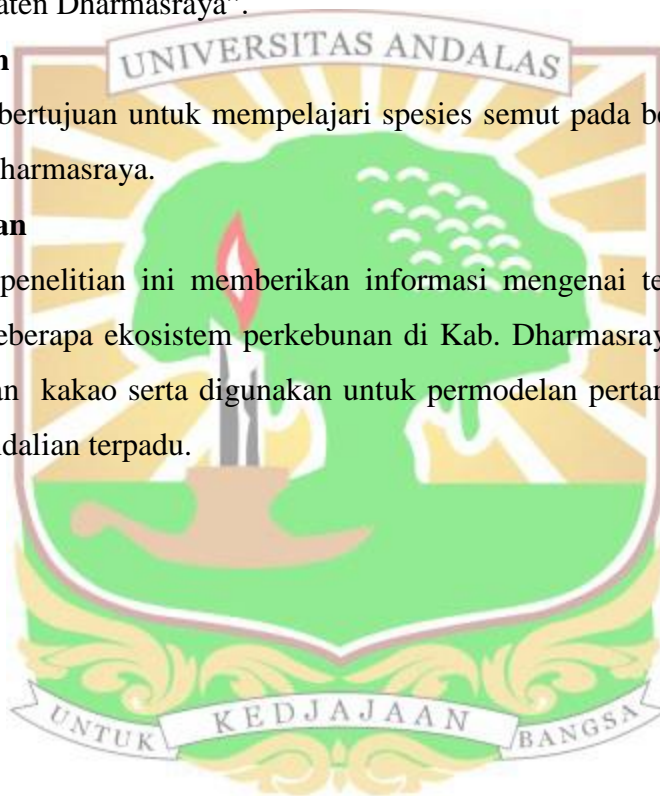 aten Dharmasraya”.
UNIVERSITAS ANDALAS
bertujuan untuk mempelajari spesies semut pada be
harmasraya.
an
penelitian ini memberikan informasi mengenai te
eberapa ekosistem perkebunan di Kab. Dharmasray
an kakao serta digunakan untuk permodelan pertan
dalian terpadu.
UNTUK KEDJAJAAN BANGSA